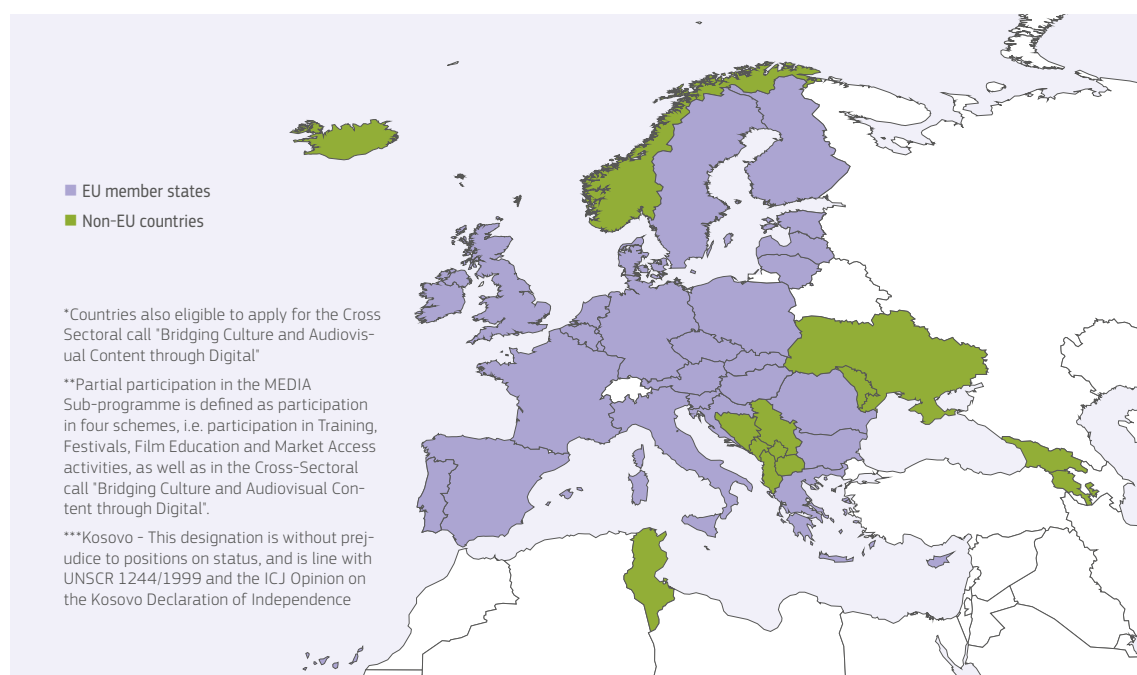 EU member states
Non-EU countries
*Countries also eligible to apply for the Cross
Sectoral call "Bridging Culture and Audiovis-
ual Content through Digital"
**Partial participation in the MEDIA
Sub-programme is defined as participation
in four schemes, i.e. participation in Training,
Festivals, Film Education and Market Access
activities, as well as in the Cross-Sectoral
call "Bridging Culture and Audiovisual Con-
tent through Digital".
***Kosovo - This designation is without prej-
udice to positions on status, and is line with
UNSCR 1244/1999 and the ICJ Opinion on
the Kosovo Declaration of Independence